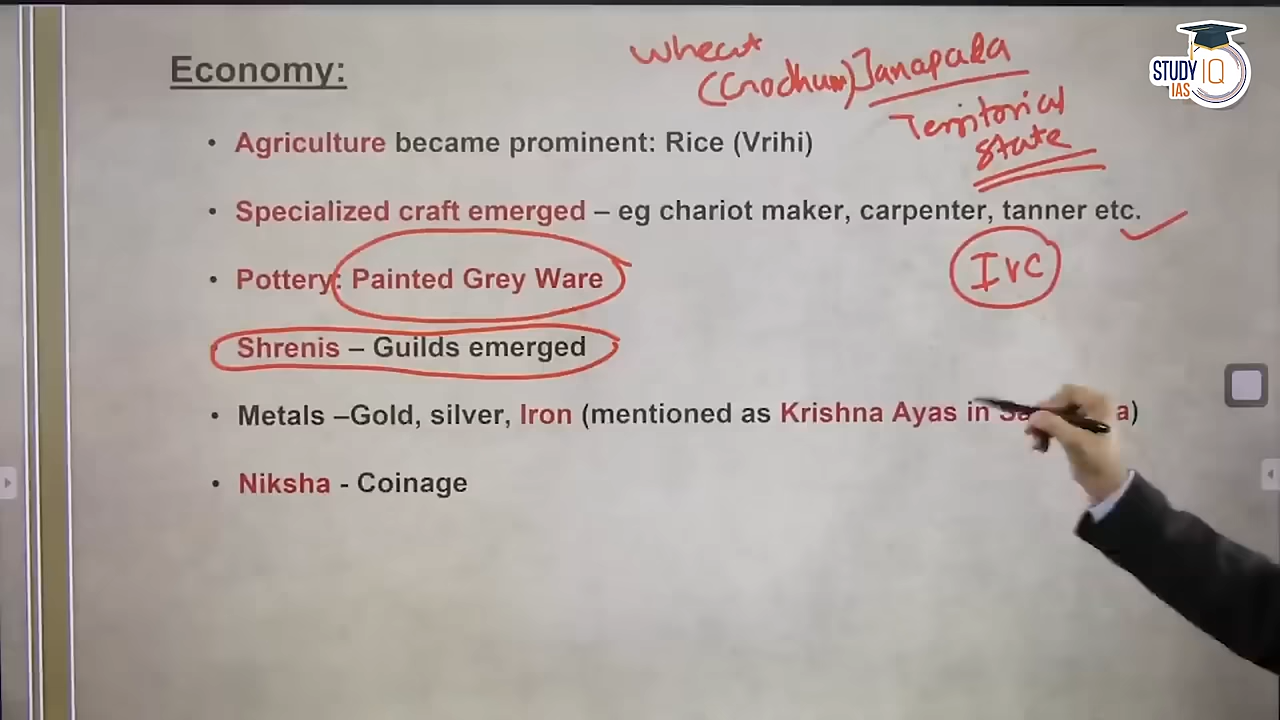 Wheat
(Godhum) Janapada
Territorial
State
STUDY IQ
IAS
Economy:
• Agriculture became prominent: Rice (Vrihi)
• Specialized craft emerged – eg chariot maker, carpenter, tanner etc.
Ivc
• Pottery: Painted Grey Ware
Shrenis – Guilds emerged
• Metals –Gold, silver, Iron (mentioned as Krishna Ayas in
• Niksha - Coinage